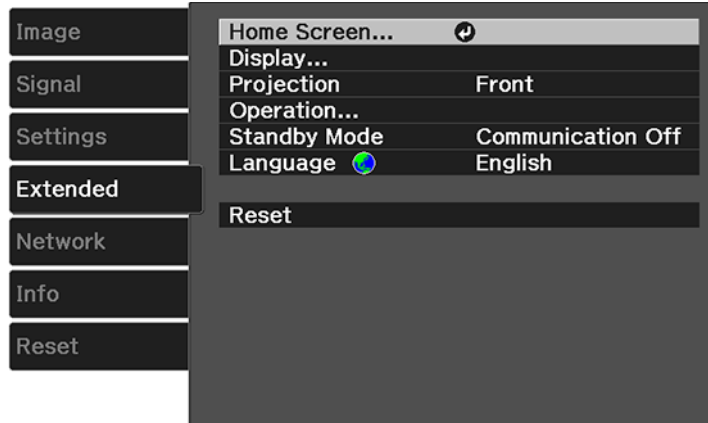 Image
Signal
Settings
Extended
Network
Info
Reset
Home Screen...
Display...
Projection Front
Operation...
Standby Mode Communication Off
Language English
Reset